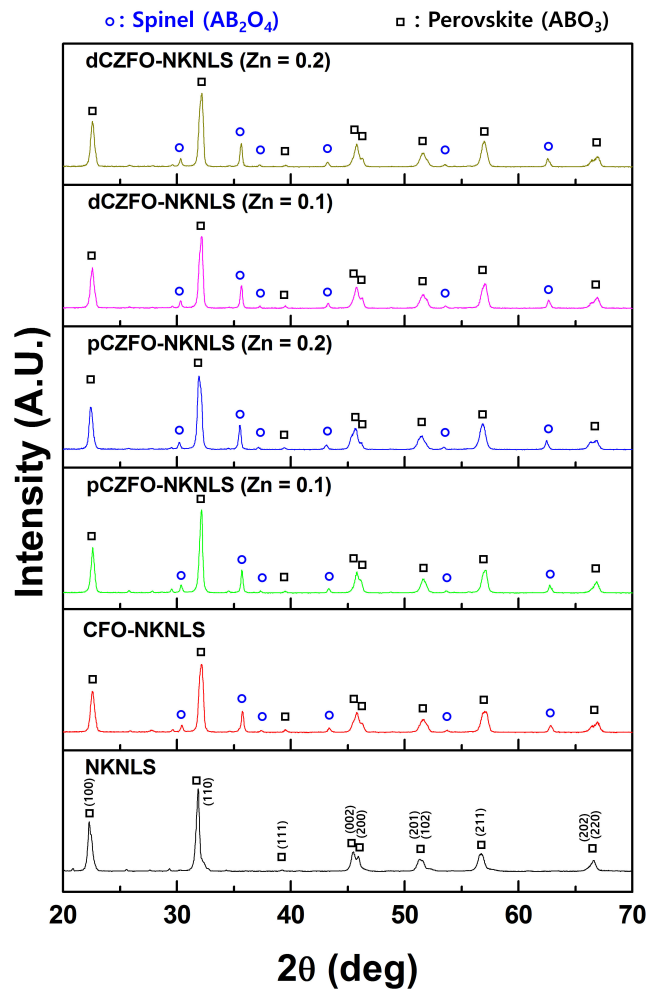 : Spinel (AB₂O₄) : Perovskite (ABO₃)
dCZFO-NKNLS (Zn = 0.2)
dCZFO-NKNLS (Zn = 0.1)
pCZFO-NKNLS (Zn = 0.2)
pCZFO-NKNLS (Zn = 0.1)
CFO-NKNLS
NKNLS
(100)
(110)
(111)
(002)
(200)
(201)
(102)
(211)
(202)
(220)
Intensity (A.U.)
20 30 40 50 60 70
2θ (deg)